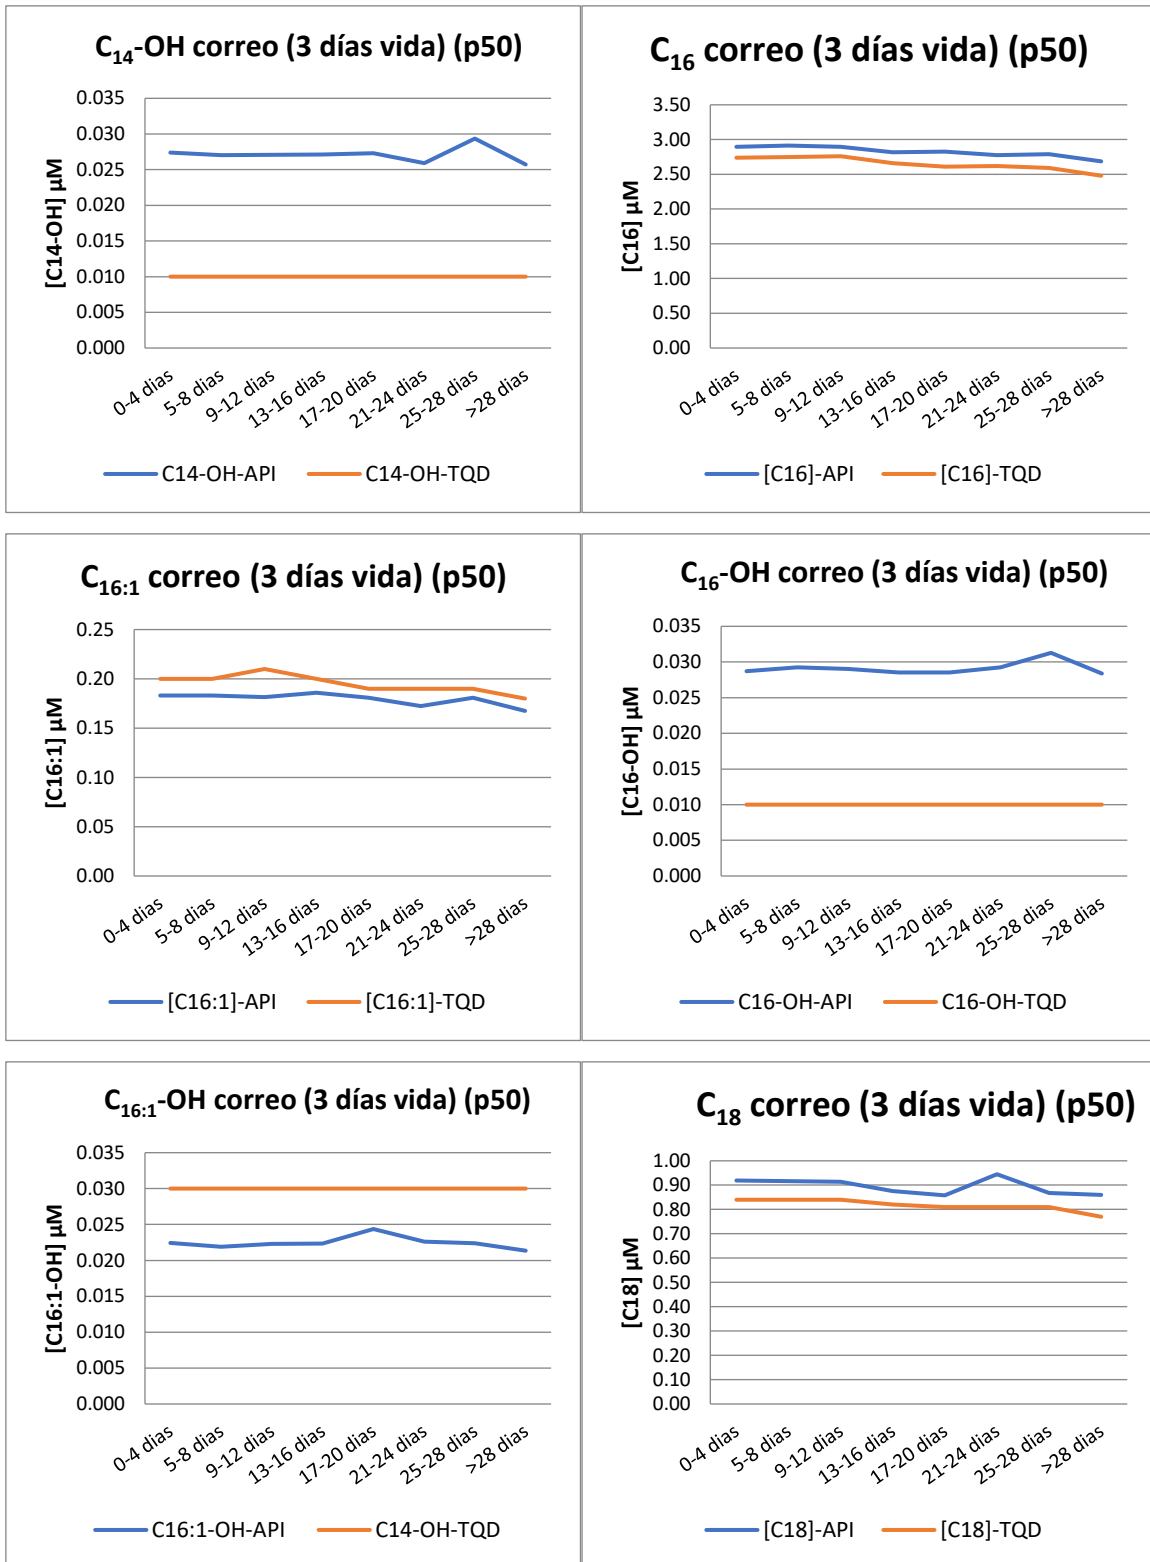 C14-OH correo (3 días vida) (p50)
0.035
0.030
0.025
0.020
0.015
0.010
0.005
0.000
[C14-OH] µM
0-4 dias
5-8 dias
9-12 dias
13-16 dias
17-20 dias
21-24 dias
25-28 dias
>28 dias
C14-OH-API
C14-OH-TQD
C16 correo (3 días vida) (p50)
3.50
3.00
2.50
2.00
1.50
1.00
0.50
0.00
[C16] µM
0-4 dias
5-8 dias
9-12 dias
13-16 dias
17-20 dias
21-24 dias
25-28 dias
>28 dias
[C16]-API
[C16]-TQD
C16:1 correo (3 días vida) (p50)
0.25
0.20
0.15
0.10
0.05
0.00
[C16:1] µM
0-4 dias
5-8 dias
9-12 dias
13-16 dias
17-20 dias
21-24 dias
25-28 dias
>28 dias
[C16:1]-API
[C16:1]-TQD
C16-OH correo (3 días vida) (p50)
0.035
0.030
0.025
0.020
0.015
0.010
0.005
0.000
[C16-OH] µM
0-4 dias
5-8 dias
9-12 dias
13-16 dias
17-20 dias
21-24 dias
25-28 dias
>28 dias
C16-OH-API
C16-OH-TQD
C16:1-OH correo (3 días vida) (p50)
0.035
0.030
0.025
0.020
0.015
0.010
0.005
0.000
[C16:1-OH] µM
0-4 dias
5-8 dias
9-12 dias
13-16 dias
17-20 dias
21-24 dias
25-28 dias
>28 dias
C16:1-OH-API
C14-OH-TQD
C18 correo (3 días vida) (p50)
1.00
0.90
0.80
0.70
0.60
0.50
0.40
0.30
0.20
0.10
0.00
[C18] µM
0-4 dias
5-8 dias
9-12 dias
13-16 dias
17-20 dias
21-24 dias
25-28 dias
>28 dias
[C18]-API
[C18]-TQD